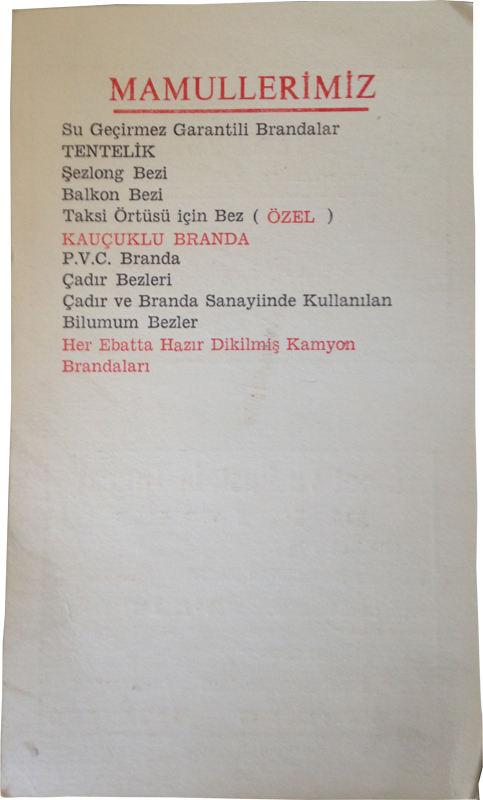 MAMULLERİMİZ
Su Geçirmez Garantili Brandalar
TENTELİK
Şezlong Bezi
Balkon Bezi
Taksi Örtüsü için Bez ( ÖZEL )
KAUÇUKLU BRANDA
P.V.C. Branda
Çadır Bezleri
Çadır ve Branda Sanayiinde Kullanılan
Bilumum Bezler
Her Ebatta Hazır Dikilmiş Kamyon
Brandaları